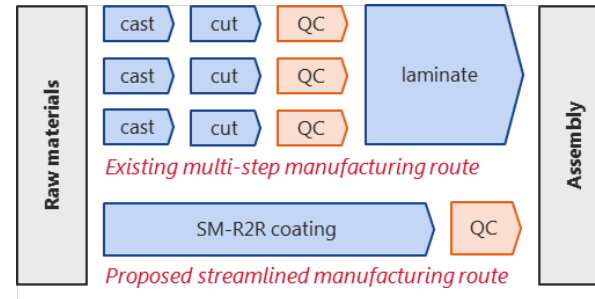 Raw materials
cast cut QC
cast cut QC laminate
cast cut QC
Existing multi-step manufacturing route
SM-R2R coating QC
Proposed streamlined manufacturing route
Assembly